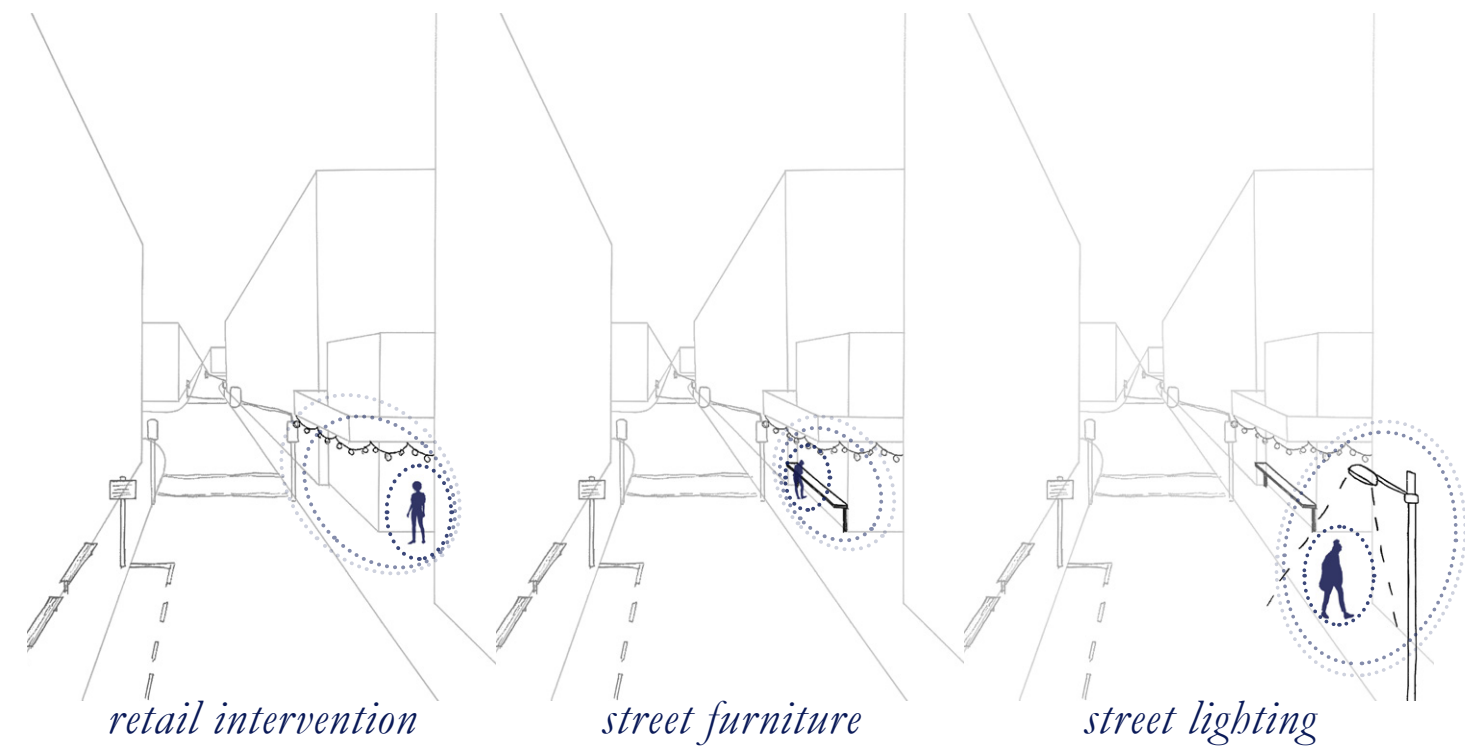 retail intervention
street furniture
street lighting